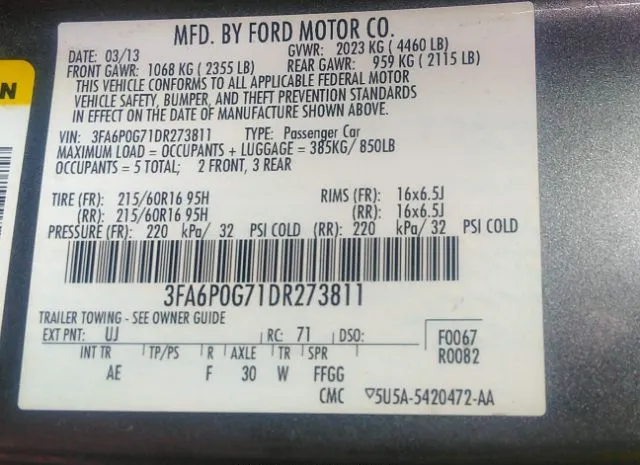 MFD. BY FORD MOTOR CO.
DATE: 03/13 GVWR: 2023 KG ( 4460 LB)
FRONT GAWR: 1068 KG ( 2355 LB) REAR GAWR: 959 KG ( 2115 LB)
THIS VEHICLE CONFORMS TO ALL APPLICABLE FEDERAL MOTOR
VEHICLE SAFETY, BUMPER, AND THEFT PREVENTION STANDARDS
IN EFFECT ON THE DATE OF MANUFACTURE SHOWN ABOVE.
VIN: 3FA6P0G71DR273811 TYPE: Passenger Car
MAXIMUM LOAD = OCCUPANTS + LUGGAGE = 385KG/ 850LB
OCCUPANTS = 5 TOTAL; 2 FRONT, 3 REAR
TIRE (FR): 215/60R16 95H RIMS (FR): 16x6.5J
(RR): 215/60R16 95H (RR): 16x6.5J
PRESSURE (FR): 220 kPa/ 32 PSI COLD (RR): 220 kPa/ 32 PSI COLD
3FA6P0G71DR273811
TRAILER TOWING - SEE OWNER GUIDE
EXT PNT: UJ RC: 71 DSO: F0067
INT TR TP/PS R AXLE TR SPR R0082
AE F 30 W FFGG
CMC ▽5U5A-5420472-AA
N